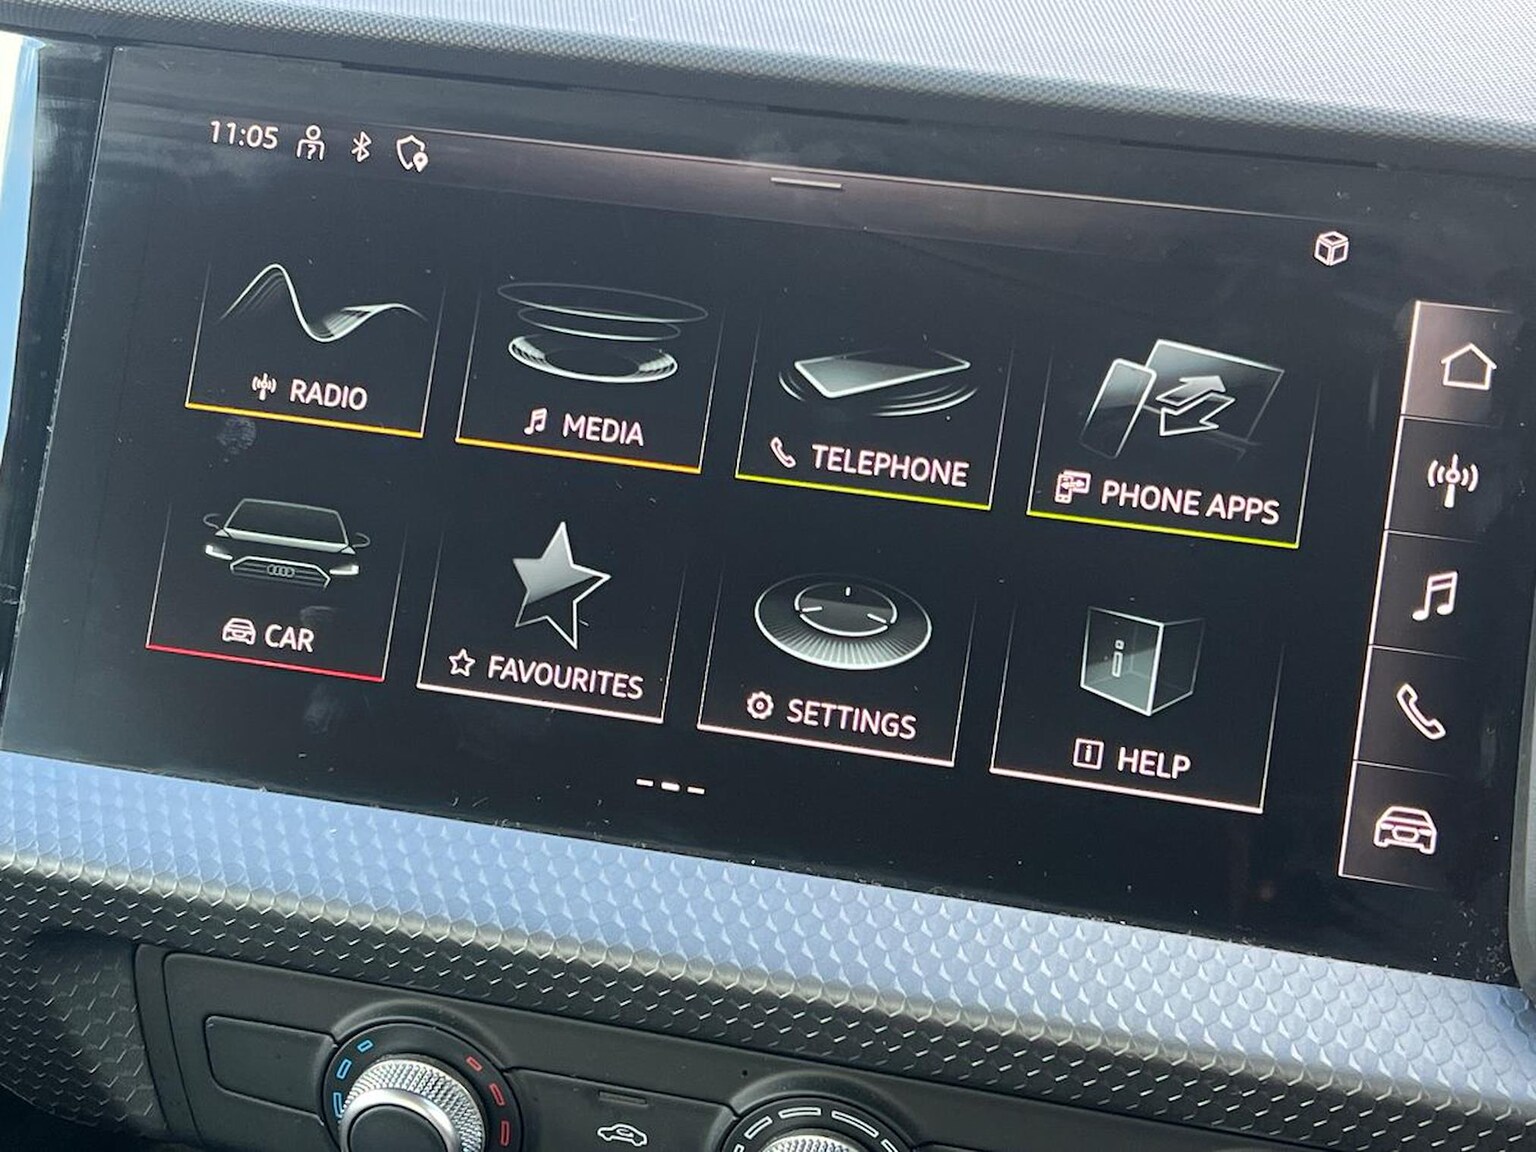 11:05
RADIO
MEDIA
TELEPHONE
PHONE APPS
CAR
FAVOURITES
SETTINGS
HELP